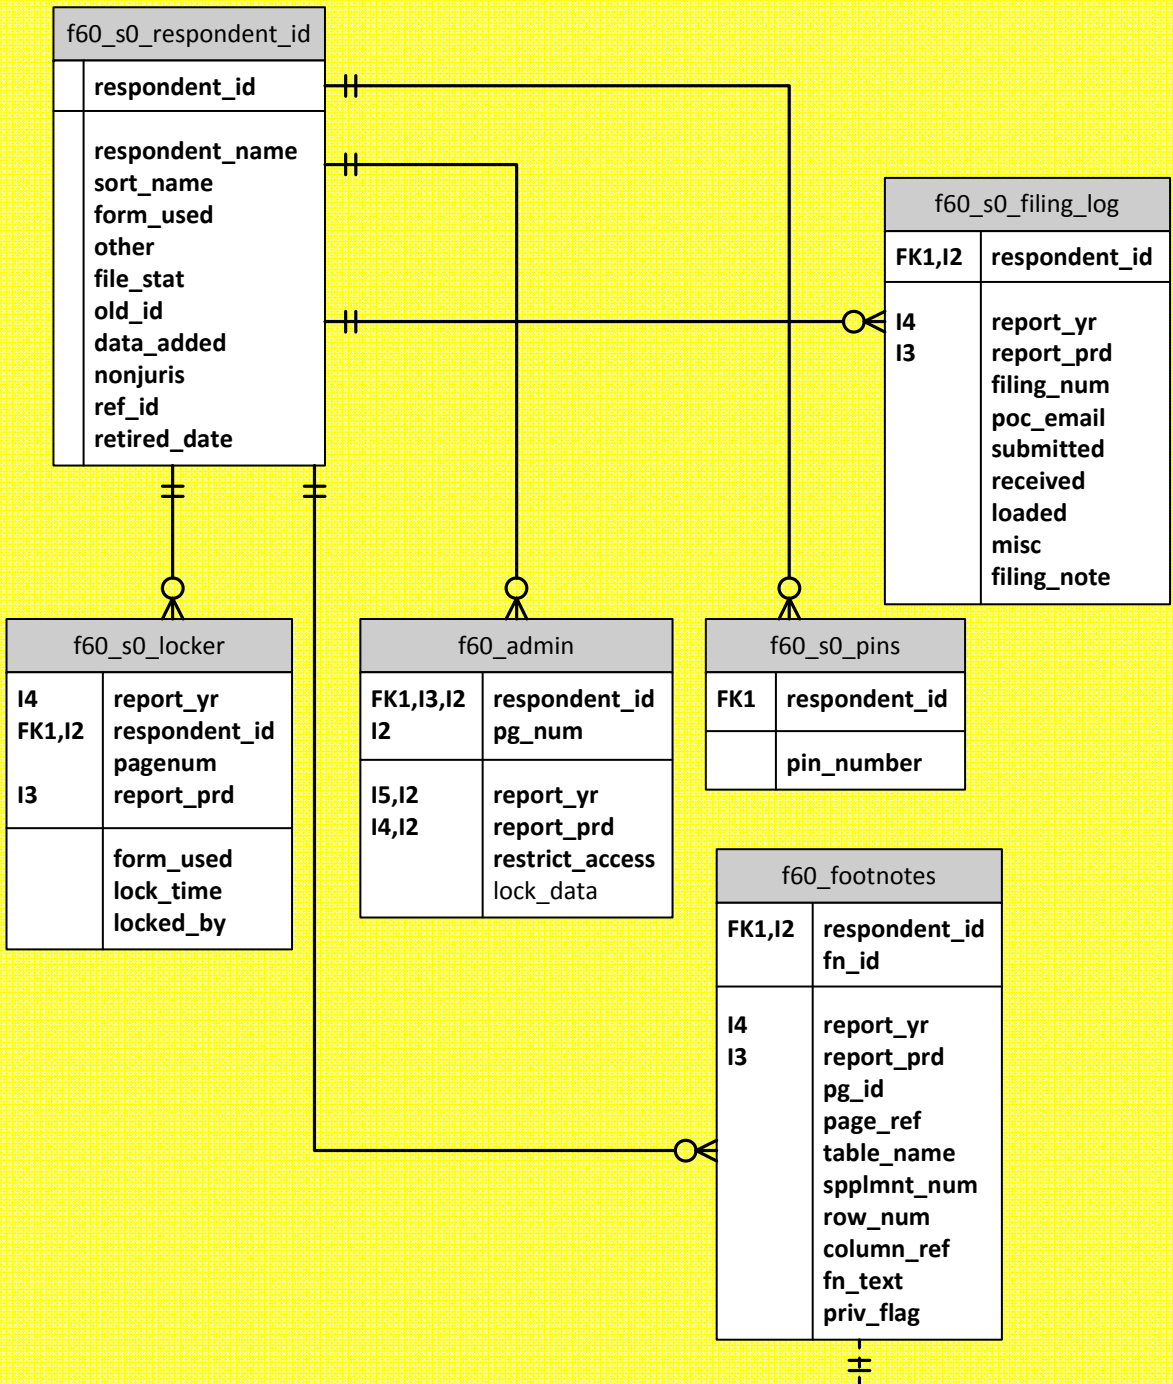 f60_s0_respondent_id
respondent_id
respondent_name
sort_name
form_used
other
file_stat
old_id
data_added
nonjuris
ref_id
retired_date
f60_s0_filing_log
FK1,I2 respondent_id
I4 report_yr
I3 report_prd
filing_num
poc_email
submitted
received
loaded
misc
filing_note
f60_s0_locker
I4 report_yr
FK1,I2 respondent_id
pagenum
I3 report_prd
form_used
lock_time
locked_by
f60_admin
FK1,I3,I2 respondent_id
I2 pg_num
I5,I2 report_yr
I4,I2 report_prd
restrict_access
lock_data
f60_s0_pins
FK1 respondent_id
pin_number
f60_footnotes
FK1,I2 respondent_id
fn_id
I4 report_yr
I3 report_prd
pg_id
page_ref
table_name
spplmnt_num
row_num
column_ref
fn_text
priv_flag